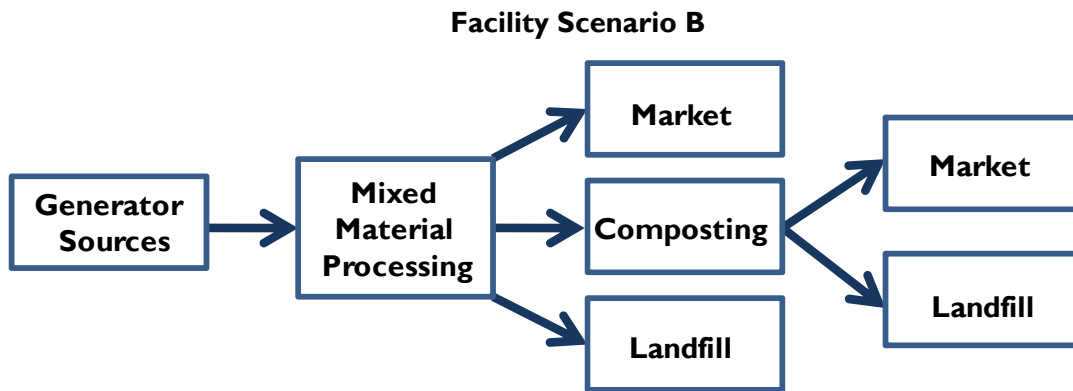 Facility Scenario B
Generator
Sources
Mixed
Material
Processing
Market
Composting
Landfill
Market
Landfill